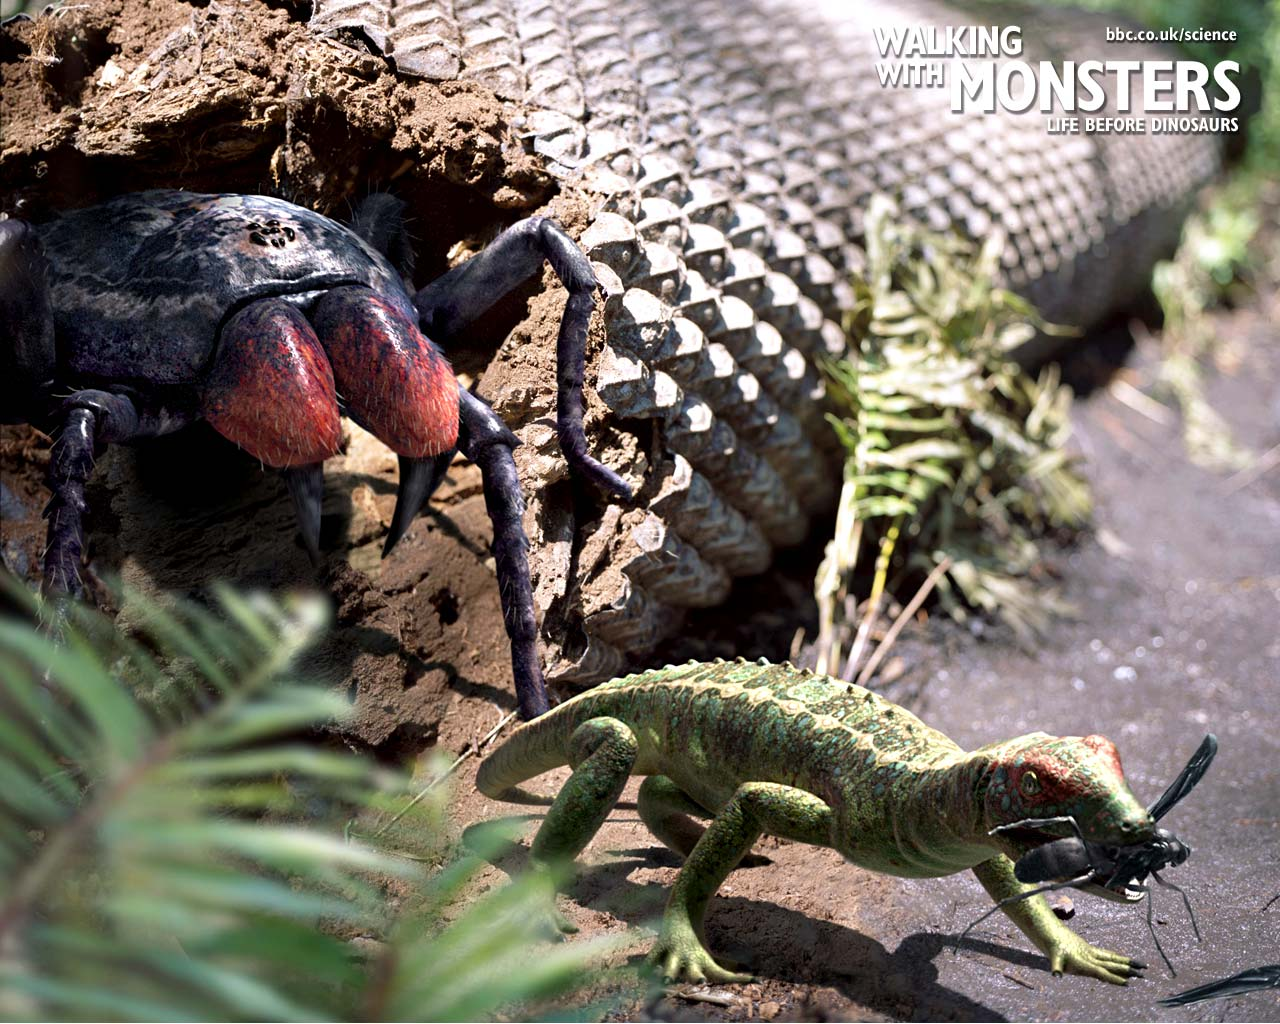 WALKING
WITH MONSTERS
LIFE BEFORE DINOSAURS
bbc.co.uk/science